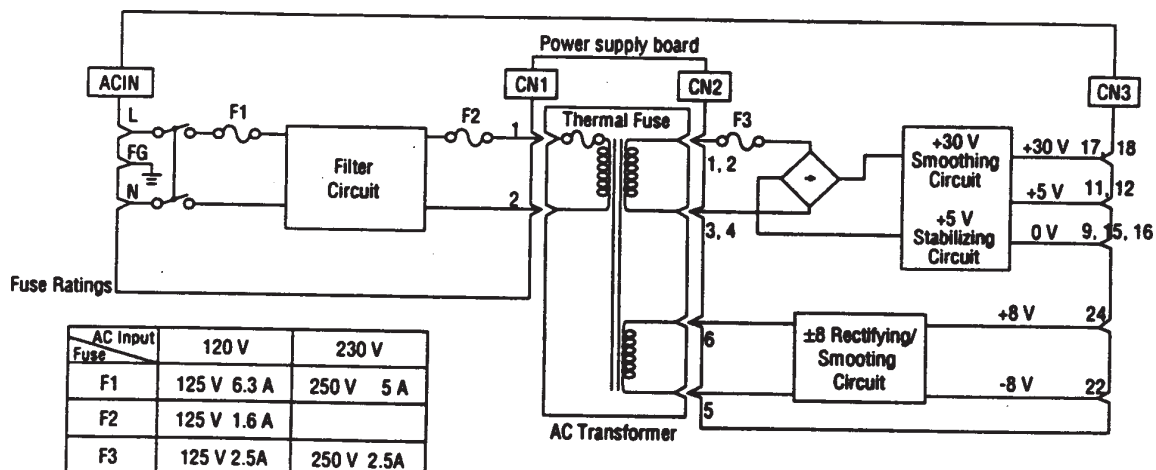 Power supply board
ACIN
CN1
CN2
CN3
L
F1
F2
1
Thermal Fuse
F3
FG
N
Filter
Circuit
2
1, 2
3, 4
+30 V
Smoothing
Circuit
+5 V
Stabilizing
Circuit
+30 V 17, 18
+5 V 11, 12
0 V 9, 15, 16
6
5
±8 Rectifying/
Smooting
Circuit
+8 V 24
-8 V 22
AC Transformer
Fuse Ratings
AC Input
Fuse
120 V 230 V
F1 125 V 6.3 A 250 V 5 A
F2 125 V 1.6 A
F3 125 V 2.5A 250 V 2.5A